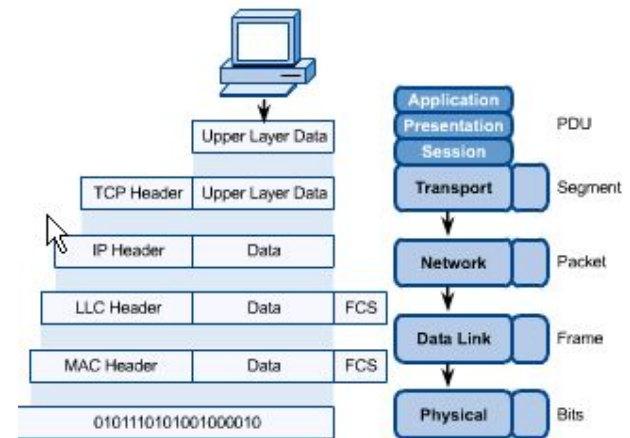 Upper Layer Data
TCP Header Upper Layer Data
IP Header Data
LLC Header Data FCS
MAC Header Data FCS
0101110101001000010
Application
Presentation PDU
Session
Transport Segment
Network Packet
Data Link Frame
Physical Bits